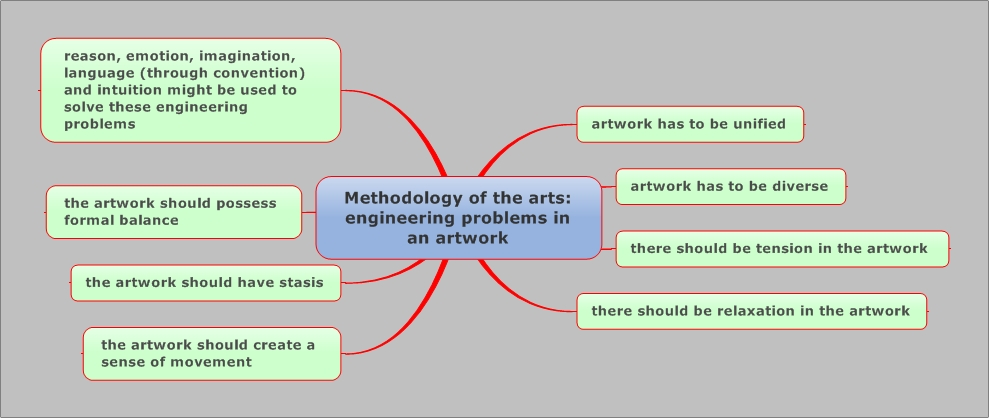 Methodology of the arts:
engineering problems in
an artwork
reason, emotion, imagination,
language (through convention)
and intuition might be used to
solve these engineering
problems
the artwork should possess
formal balance
the artwork should have stasis
the artwork should create a
sense of movement
artwork has to be unified
artwork has to be diverse
there should be tension in the artwork
there should be relaxation in the artwork